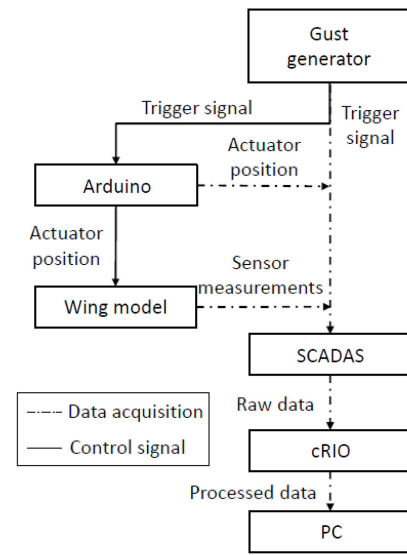 Gust
generator
Trigger signal
Trigger
signal
Actuator
position
Arduino
Actuator
position
Sensor
measurements
Wing model
SCADAS
Raw data
Data acquisition
Control signal
cRIO
Processed data
PC